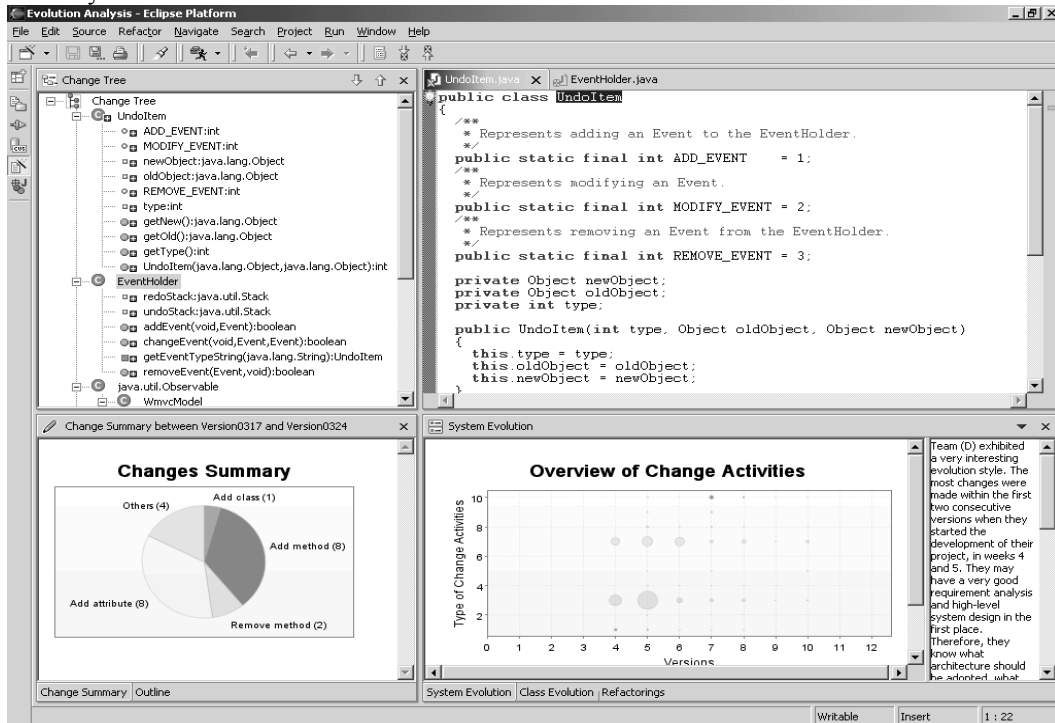 Evolution Analysis - Eclipse Platform
File Edit Source Refactor Navigate Search Project Run Window Help
Change Tree
Change Tree
UndoItem
ADD_EVENT:int
MODIFY_EVENT:int
newObject:java.lang.Object
oldObject:java.lang.Object
REMOVE_EVENT:int
type:int
getNew():java.lang.Object
getOld():java.lang.Object
getType():int
UndoItem(java.lang.Object,java.lang.Object):int
EventHolder
redoStack:java.util.Stack
undoStack:java.util.Stack
addEvent(void,Event):boolean
changeEvent(void,Event,Event):boolean
getEventTypeString(java.lang.String):UndoItem
removeEvent(Event,void):boolean
java.util.Observable
WmvcModel
UndoItem.java EventHolder.java
public class UndoItem
{
/**
* Represents adding an Event to the EventHolder.
*/
public static final int ADD_EVENT = 1;
/**
* Represents modifying an Event.
*/
public static final int MODIFY_EVENT = 2;
/**
* Represents removing an Event from the EventHolder.
*/
public static final int REMOVE_EVENT = 3;
private Object newObject;
private Object oldObject;
private int type;
public UndoItem(int type, Object oldObject, Object newObject)
{
this.type = type;
this.oldObject = oldObject;
this.newObject = newObject;
}
Change Summary between Version0317 and Version0324
Changes Summary
Add class (1)
Others (4)
Add method (8)
Add attribute (8)
Remove method (2)
Change Summary Outline
System Evolution
Overview of Change Activities
Type of Change Activities
10
8
6
4
2
0 1 2 3 4 5 6 7 8 9 10 11 12
Versions
Team (D) exhibited
a very interesting
evolution style. The
most changes were
made within the first
two consecutive
versions when they
started the
development of their
project, in weeks 4
and 5. They may
have a very good
requirement analysis
and high-level
system design in the
first place.
Therefore, they
know what
architecture should
be adopted, what
System Evolution Class Evolution Refactorings
Writable Insert 1 : 22